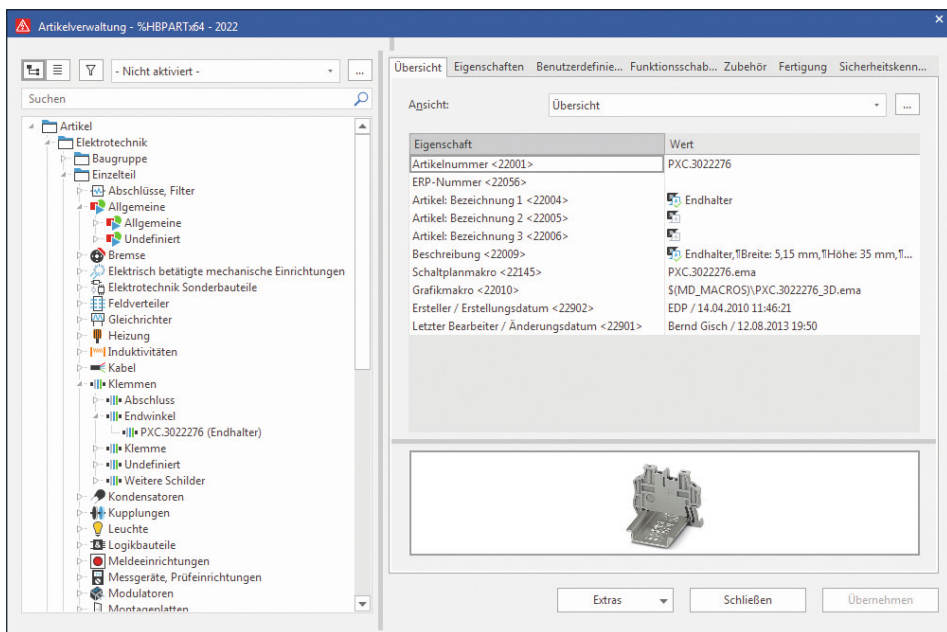 Artikelverwaltung - %HBPARTx64 - 2022
- Nicht aktiviert -
...
Suchen
Artikel
Elektrotechnik
Baugruppe
Einzelteil
Abschlüsse, Filter
Allgemeine
Allgemeine
Undefiniert
Bremse
Elektrisch betätigte mechanische Einrichtungen
Elektrotechnik Sonderbauteile
Feldverteiler
Gleichrichter
Heizung
Induktivitäten
Kabel
Klemmen
Abschluss
Endwinkel
PXC.3022276 (Endhalter)
Klemme
Undefiniert
Weitere Schilder
Kondensatoren
Kupplungen
Leuchte
Logikbauteile
Meldeeinrichtungen
Messgeräte, Prüfeinrichtungen
Modulatoren
Montageplatten
Übersicht Eigenschaften Benutzerdefinie... Funktionsschab... Zubehör Fertigung Sicherheitskenn...
Ansicht: Übersicht ...
Eigenschaft Wert
Artikelnummer <22001> PXC.3022276
ERP-Nummer <22056>
Artikel: Bezeichnung 1 <22004> Endhalter
Artikel: Bezeichnung 2 <22005>
Artikel: Bezeichnung 3 <22006>
Beschreibung <22009> Endhalter,¶Breite: 5,15 mm,¶Höhe: 35 mm,¶...
Schaltplanmakro <22145> PXC.3022276.ema
Grafikmakro <22010> $(MD_MACROS)\PXC.3022276_3D.ema
Ersteller / Erstellungsdatum <22902> EDP / 14.04.2010 11:46:21
Letzter Bearbeiter / Änderungsdatum <22901> Bernd Gisch / 12.08.2013 19:50
Extras Schließen Übernehmen